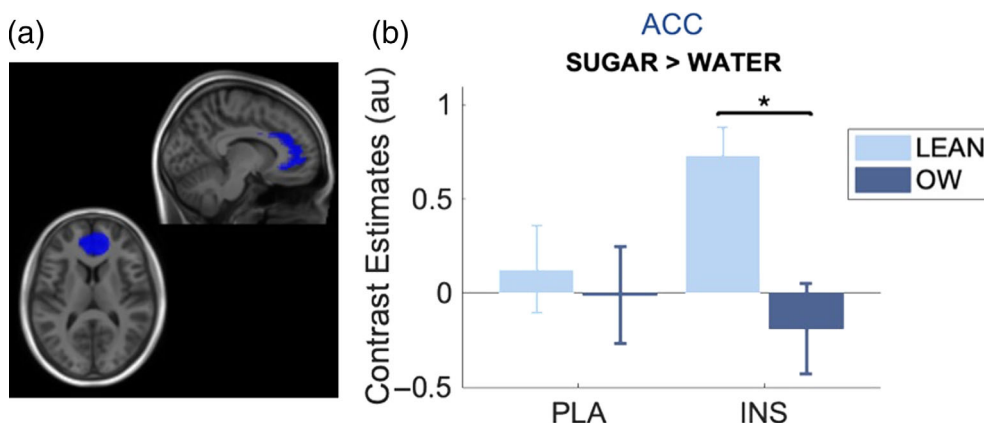 (a)
(b)
ACC
SUGAR > WATER
Contrast Estimates (au)
1
0.5
0
−0.5
*
LEAN
OW
PLA
INS